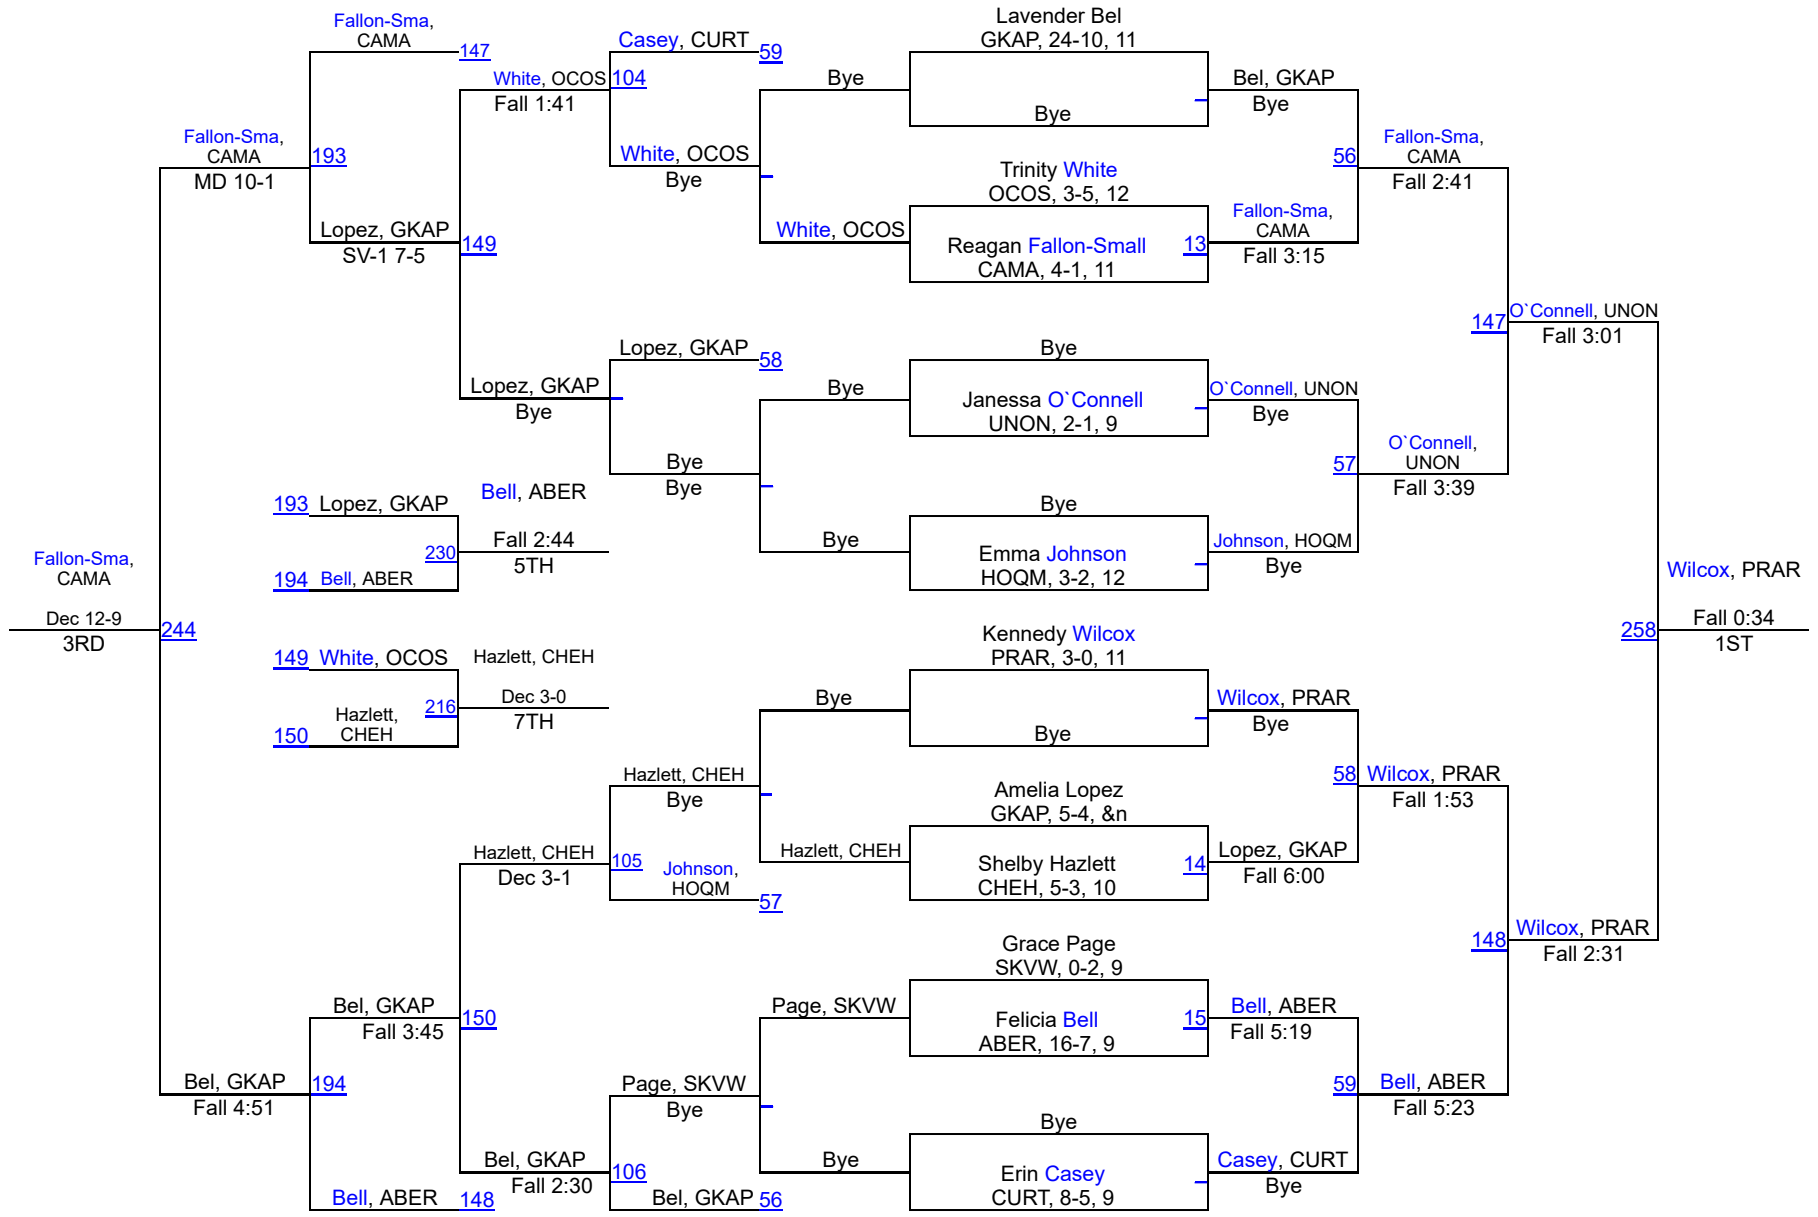 Lavender Bel
GKAP, 24-10, 11
Fallon-Sma,
CAMA
147
Casey, CURT
59
White, OCOS
104
Fall 1:41
Bye
Bye
Bel, GKAP
Bye
Fallon-Sma,
CAMA
193
MD 10-1
White, OCOS
Bye
Trinity White
OCOS, 3-5, 12
56
Fallon-Sma,
CAMA
Fall 2:41
Lopez, GKAP
149
SV-1 7-5
White, OCOS
Reagan Fallon-Small
CAMA, 4-1, 11
13
Fallon-Sma,
CAMA
Fall 3:15
147
O`Connell, UNON
Fall 3:01
Lopez, GKAP
58
Bye
Lopez, GKAP
Bye
Bye
Janessa O`Connell
UNON, 2-1, 9
O`Connell, UNON
Bye
Bye
Bye
57
O`Connell,
UNON
Fall 3:39
193
Lopez, GKAP
Bell, ABER
Bye
230
Fall 2:44
5TH
194
Bell, ABER
Bye
Emma Johnson
HOQM, 3-2, 12
Johnson, HOQM
Bye
Fallon-Sma,
CAMA
Dec 12-9
244
3RD
Wilcox, PRAR
258
Fall 0:34
1ST
149
White, OCOS
Hazlett, CHEH
216
Dec 3-0
7TH
150
Hazlett,
CHEH
Kennedy Wilcox
PRAR, 3-0, 11
Bye
Bye
Wilcox, PRAR
Bye
Hazlett, CHEH
Bye
Amelia Lopez
GKAP, 5-4, &n
58
Wilcox, PRAR
Fall 1:53
Hazlett, CHEH
105
Dec 3-1
Johnson,
HOQM
57
Hazlett, CHEH
Shelby Hazlett
CHEH, 5-3, 10
14
Lopez, GKAP
Fall 6:00
148
Wilcox, PRAR
Fall 2:31
Grace Page
SKVW, 0-2, 9
Bel, GKAP
150
Fall 3:45
Page, SKVW
Felicia Bell
ABER, 16-7, 9
15
Bell, ABER
Fall 5:19
Bel, GKAP
194
Fall 4:51
Page, SKVW
Bye
59
Bell, ABER
Fall 5:23
Bye
Bel, GKAP
106
Fall 2:30
Bye
Erin Casey
CURT, 8-5, 9
Casey, CURT
Bye
Bell, ABER
148
Bel, GKAP
56